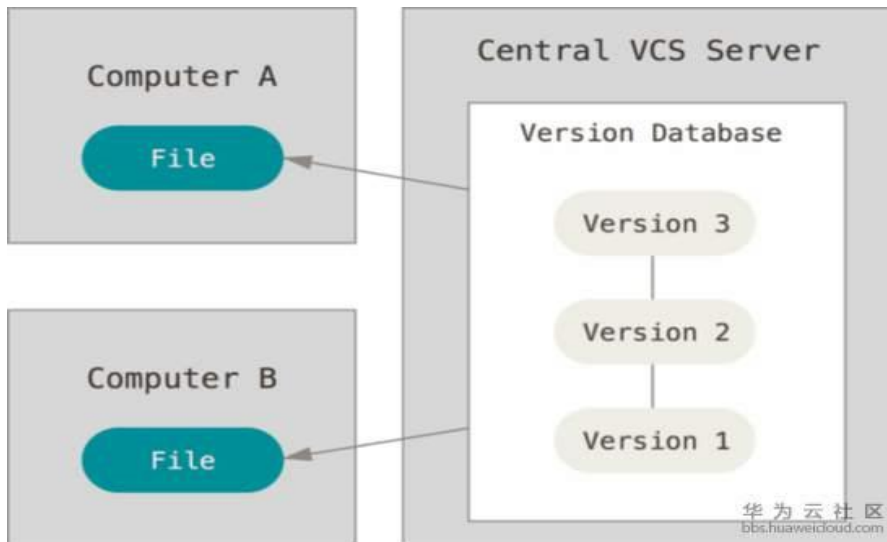 Computer A
File
Computer B
File
Central VCS Server
Version Database
Version 3
Version 2
Version 1
华为云社区
bbs.huaweicloud.com